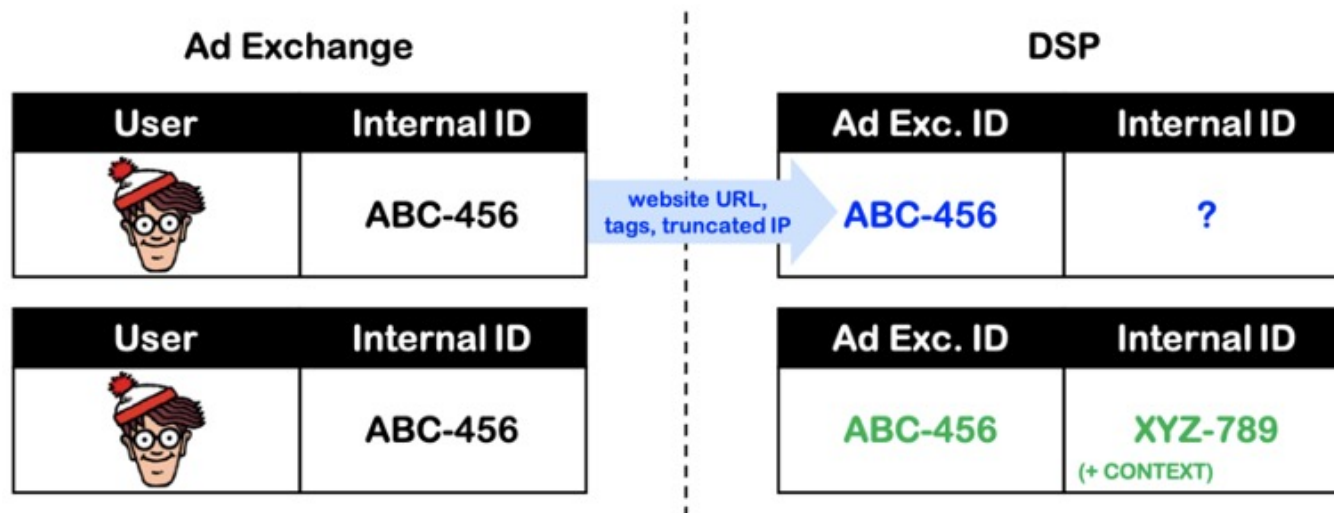 Ad Exchange
DSP
User Internal ID
Ad Exc. ID Internal ID
ABC-456
website URL,
tags, truncated IP
ABC-456
?
User Internal ID
Ad Exc. ID Internal ID
ABC-456
ABC-456
XYZ-789
(+ CONTEXT)